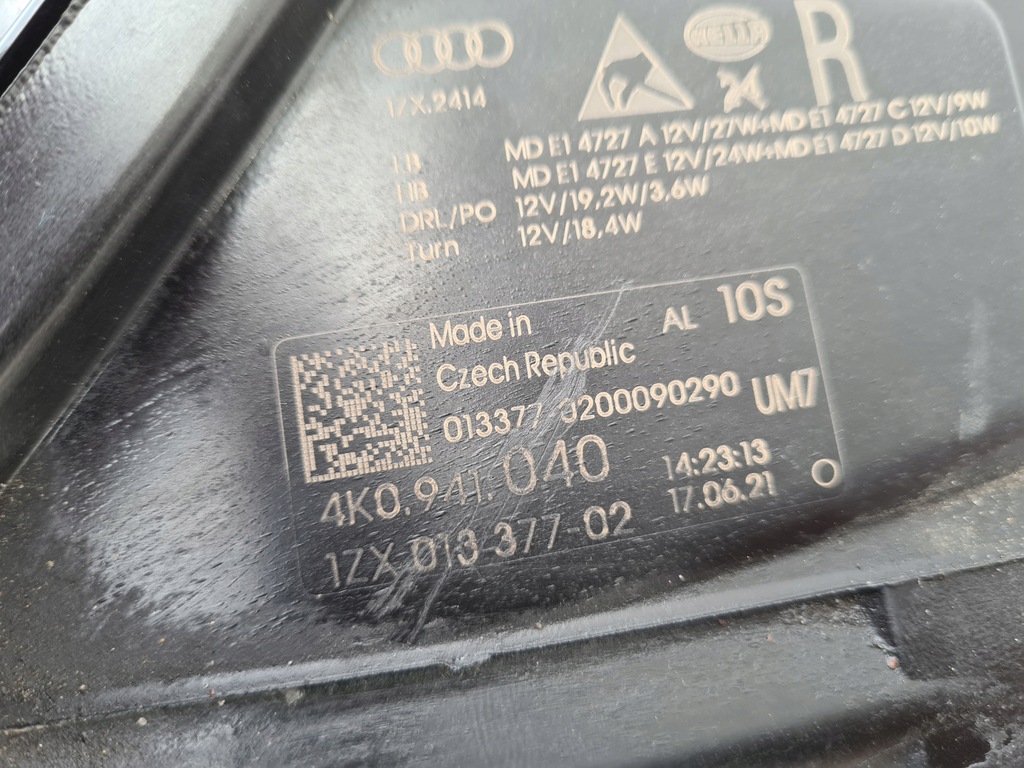 HELLA
R
1ZX.2414
LB MD E1 4727 A 12V/27W+MD E1 4727 C 12V/9W
HB MD E1 4727 E 12V/24W+MD E1 4727 D 12V/10W
DRL/PO 12V/19,2W/3,6W
Turn 12V/18,4W
Made in AL 10S
Czech Republic
013377 0200090290 UM7
4K0.941.040 14:23:13
1ZX 013 377-02 17.06.21